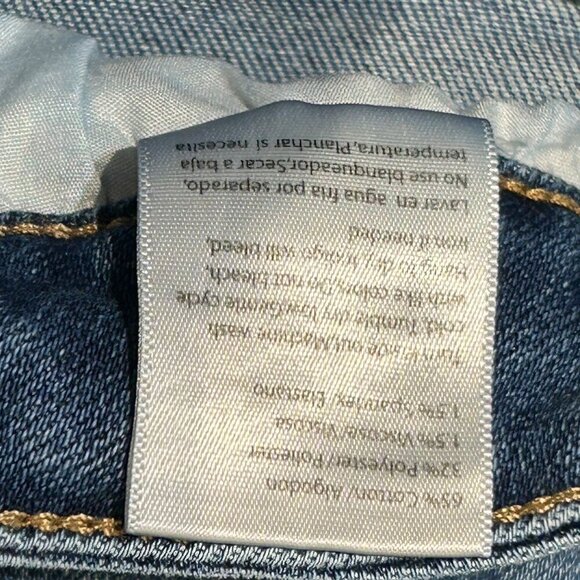 65% Cotton/ Algodon
32% Polyester/ Poliester
1.5% Viscose/ Viscosa
1.5% Spandex/ Elastano
Turn inside out,Machine wash
cold. Tumble dry low,Gentle cycle
with like colors,Do not bleach,
Hang to dry, Indigo will bleed,
Iron if needed
Lavar en agua fria por separado,
No use blanqueador,Secar a baja
temperatura,Planchar si necesita